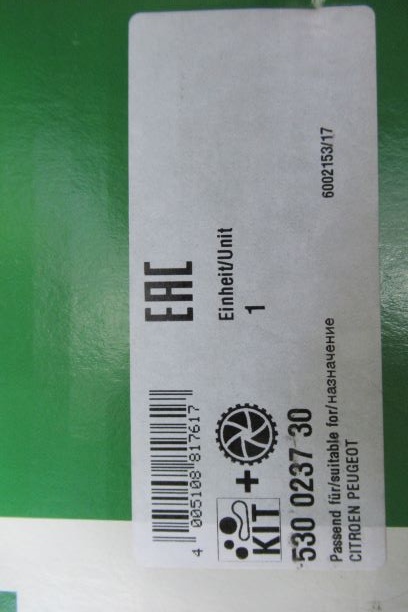 EAC
4 005108 817617
Einheit/Unit
1
KIT +
530 0237 30
Passend für/suitable for/назначение
CITROEN PEUGEOT
6002153/17